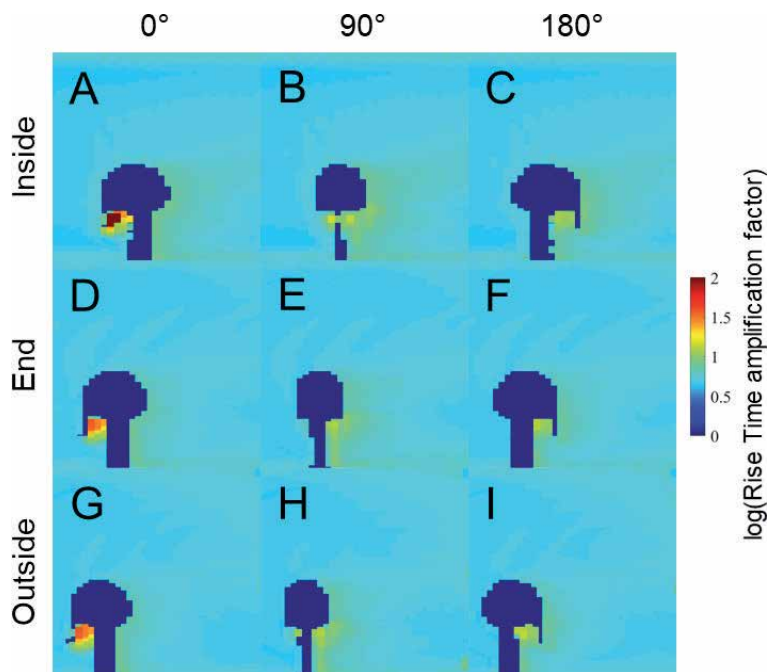 0° 90° 180°
Inside
A B C
End
D E F
Outside
G H I
2
1.5
1
0.5
0
log(Rise Time amplification factor)